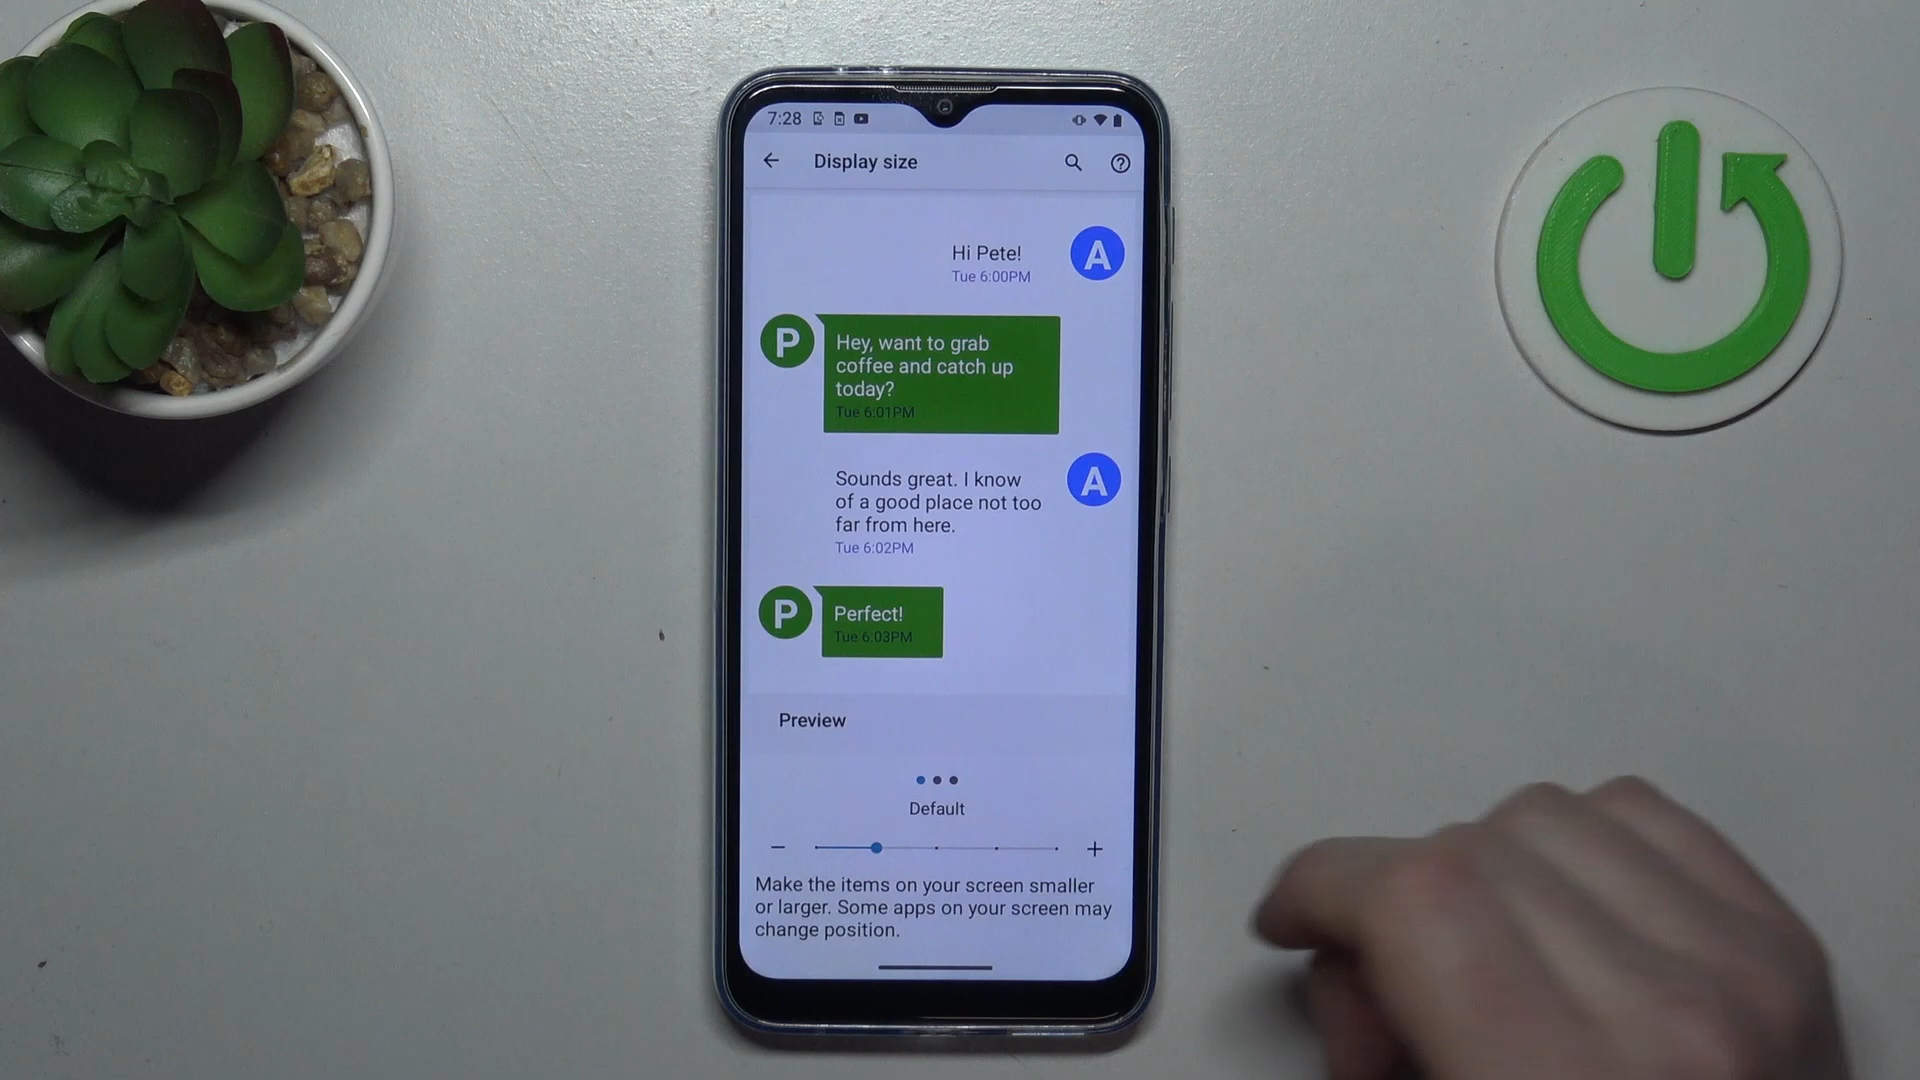 7:28
Display size
Hi Pete!
Tue 6:00PM
A
P
Hey, want to grab
coffee and catch up
today?
Tue 6:01PM
Sounds great. I know
of a good place not too
far from here.
Tue 6:02PM
A
P
Perfect!
Tue 6:03PM
Preview
Default
Make the items on your screen smaller
or larger. Some apps on your screen may
change position.